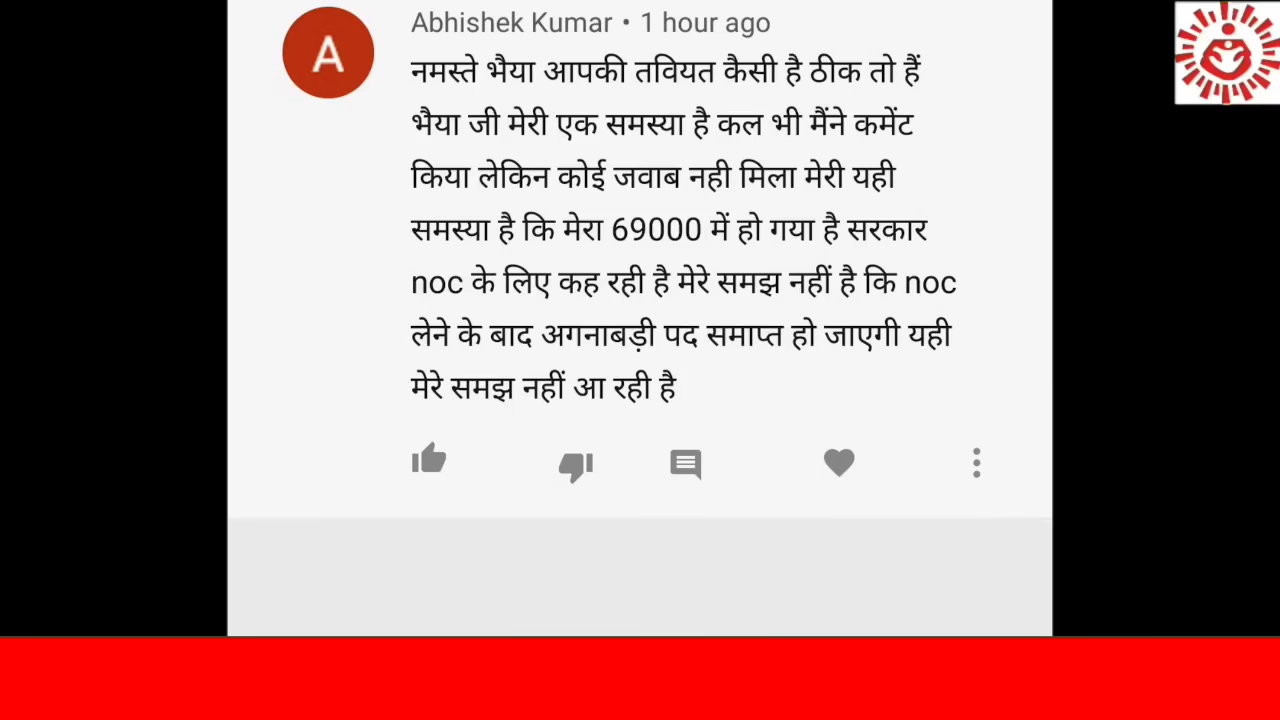 A
Abhishek Kumar • 1 hour ago
नमस्ते भैया आपकी तवियत कैसी है ठीक तो हैं
भैया जी मेरी एक समस्या है कल भी मैंने कमेंट
किया लेकिन कोई जवाब नही मिला मेरी यही
समस्या है कि मेरा 69000 में हो गया है सरकार
noc के लिए कह रही है मेरे समझ नहीं है कि noc
लेने के बाद अगनाबड़ी पद समाप्त हो जाएगी यही
मेरे समझ नहीं आ रही है